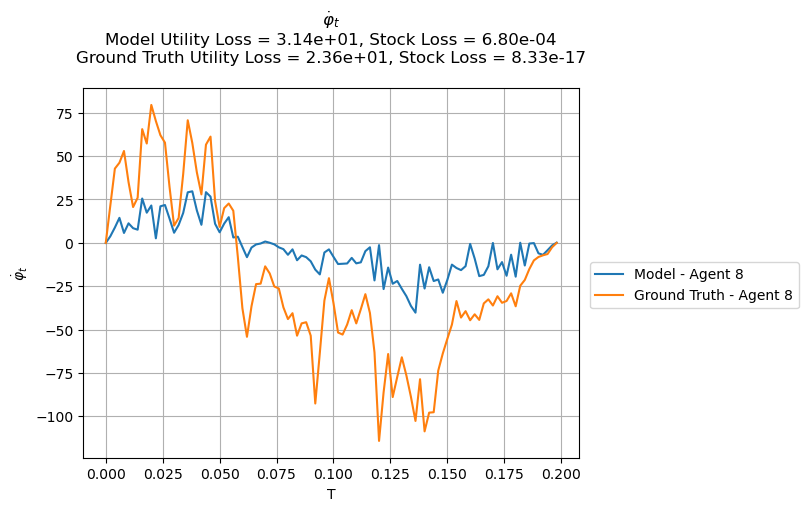 φ̇ₜ
Model Utility Loss = 3.14e+01, Stock Loss = 6.80e-04
Ground Truth Utility Loss = 2.36e+01, Stock Loss = 8.33e-17
75
50
25
0
−25
−50
−75
−100
φ̇ₜ
0.000
0.025
0.050
0.075
0.100
0.125
0.150
0.175
0.200
T
Model - Agent 8
Ground Truth - Agent 8